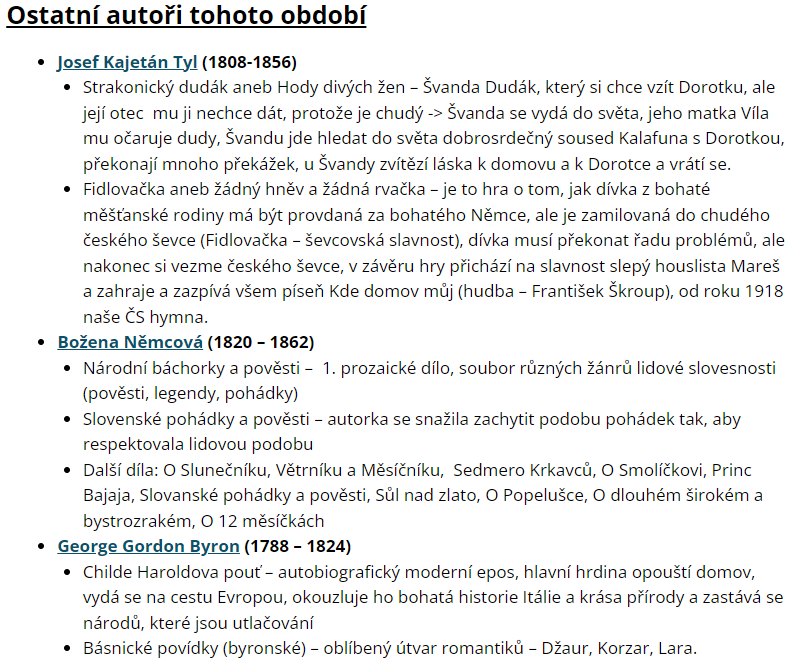 Ostatní autoři tohoto období
Josef Kajetán Tyl (1808-1856)
Strakonický dudák aneb Hody divých žen – Švanda Dudák, který si chce vzít Dorotku, ale
její otec  mu ji nechce dát, protože je chudý -> Švanda se vydá do světa, jeho matka Víla
mu očaruje dudy, Švandu jde hledat do světa dobrosrdečný soused Kalafuna s Dorotkou,
překonají mnoho překážek, u Švandy zvítězí láska k domovu a k Dorotce a vrátí se.
Fidlovačka aneb žádný hněv a žádná rvačka – je to hra o tom, jak dívka z bohaté
měšťanské rodiny má být provdaná za bohatého Němce, ale je zamilovaná do chudého
českého ševce (Fidlovačka – ševcovská slavnost), dívka musí překonat řadu problémů, ale
nakonec si vezme českého ševce, v závěru hry přichází na slavnost slepý houslista Mareš
a zahraje a zazpívá všem píseň Kde domov můj (hudba – František Škroup), od roku 1918
naše ČS hymna.
Božena Němcová (1820 – 1862)
Národní báchorky a pověsti –  1. prozaické dílo, soubor různých žánrů lidové slovesnosti
(pověsti, legendy, pohádky)
Slovenské pohádky a pověsti – autorka se snažila zachytit podobu pohádek tak, aby
respektovala lidovou podobu
Další díla: O Slunečníku, Větrníku a Měsíčníku,  Sedmero Krkavců, O Smolíčkovi, Princ
Bajaja, Slovanské pohádky a pověsti, Sůl nad zlato, O Popelušce, O dlouhém širokém a
bystrozrakém, O 12 měsíčkách
George Gordon Byron (1788 – 1824)
Childe Haroldova pouť – autobiografický moderní epos, hlavní hrdina opouští domov,
vydá se na cestu Evropou, okouzluje ho bohatá historie Itálie a krása přírody a zastává se
národů, které jsou utlačování
Básnické povídky (byronské) – oblíbený útvar romantiků – Džaur, Korzar, Lara.